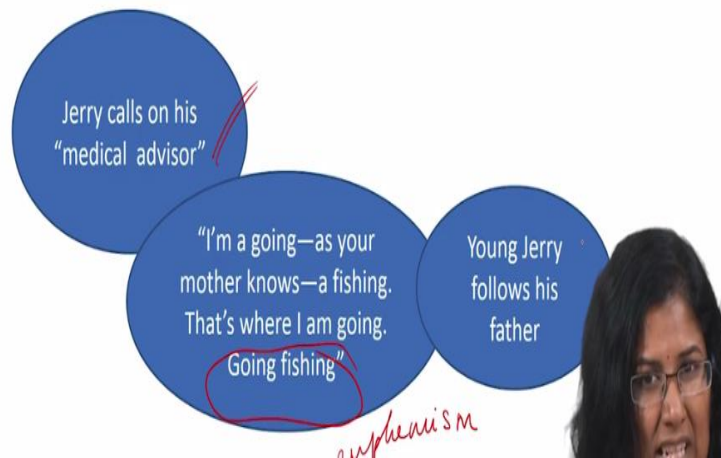 Jerry calls on his
“medical advisor”
“I’m a going—as your
mother knows—a fishing.
That’s where I am going.
Going fishing”
Young Jerry
follows his
father
euphemism